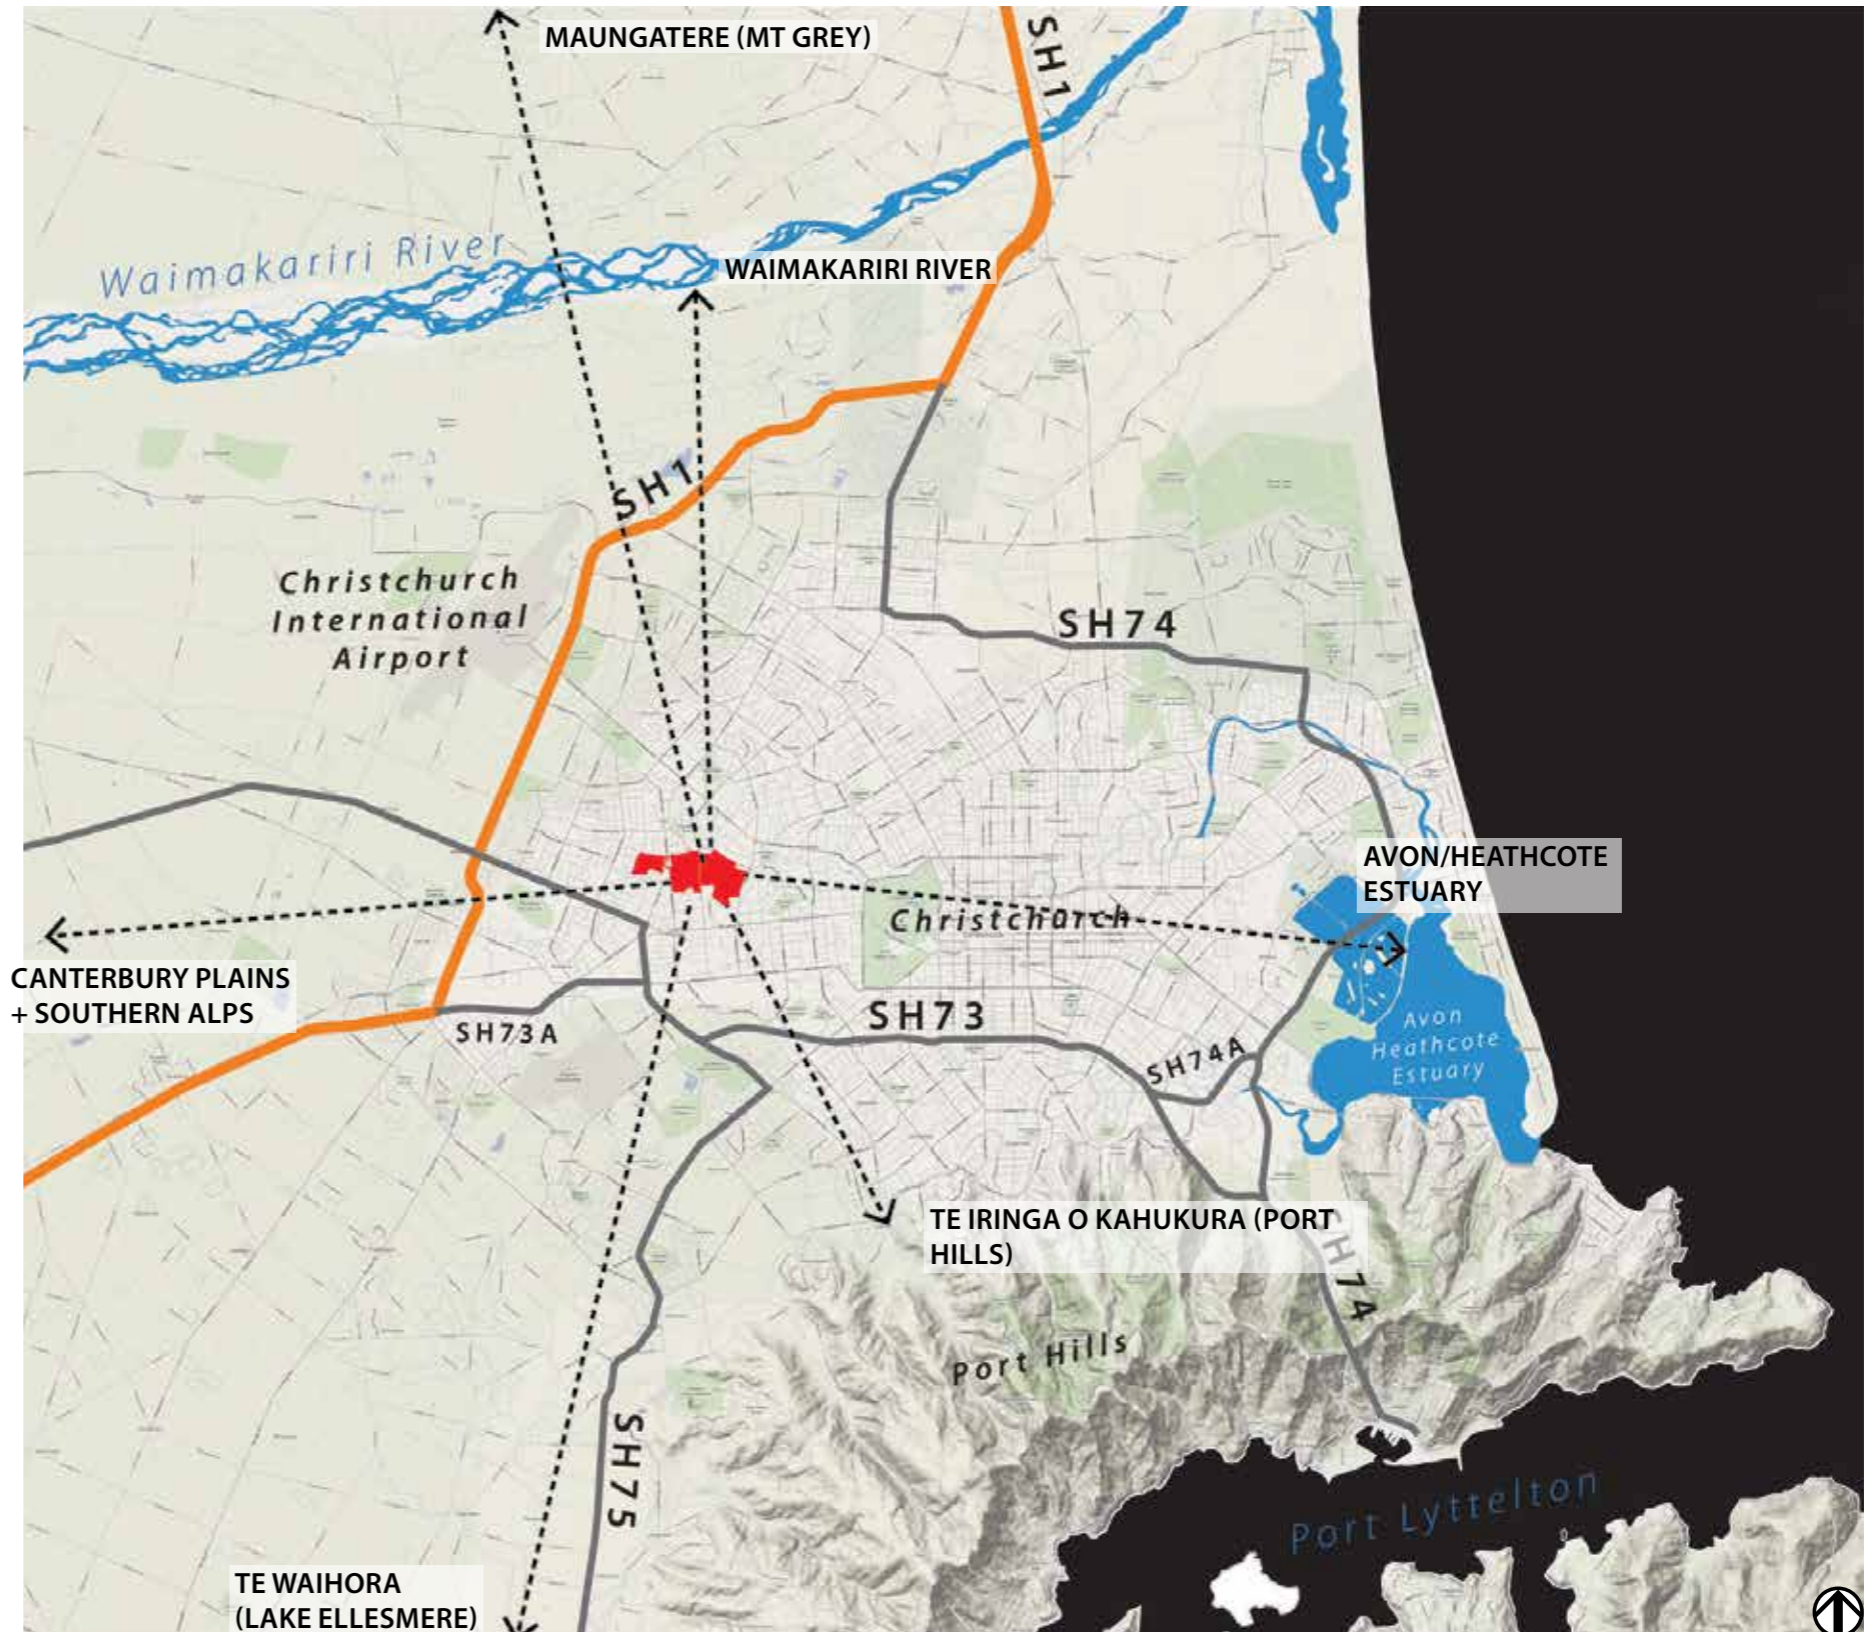 MAUNGATERE (MT GREY)
SH1
Waimakariri River
WAIMAKARIRI RIVER
SH1
Christchurch
International
Airport
SH74
AVON/HEATHCOTE
ESTUARY
Christchurch
CANTERBURY PLAINS
+ SOUTHERN ALPS
SH73A
SH73
SH74A
Avon
Heathcote
Estuary
TE IRINGA O KAHUKURA (PORT
HILLS)
SH74
Port Hills
SH75
Port Lyttelton
TE WAIHORA
(LAKE ELLESMERE)